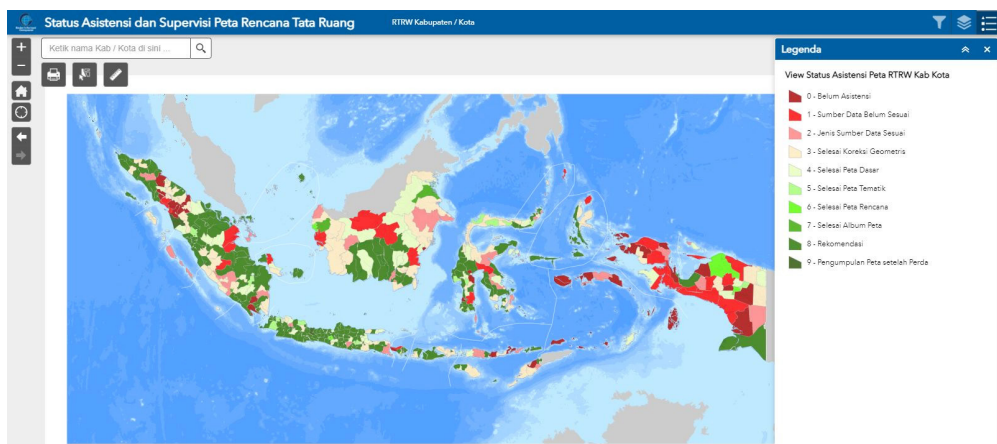 Status Asistensi dan Supervisi Peta Rencana Tata Ruang
RTRW Kabupaten / Kota
Ketik nama Kab / Kota di sini ...
Legenda
View Status Asistensi Peta RTRW Kab Kota
0 - Belum Asistensi
1 - Sumber Data Belum Sesuai
2 - Jenis Sumber Data Sesuai
3 - Selesai Koreksi Geometris
4 - Selesai Peta Dasar
5 - Selesai Peta Tematik
6 - Selesai Peta Rencana
7 - Selesai Album Peta
8 - Rekomendasi
9 - Pengumpulan Peta setelah Perda